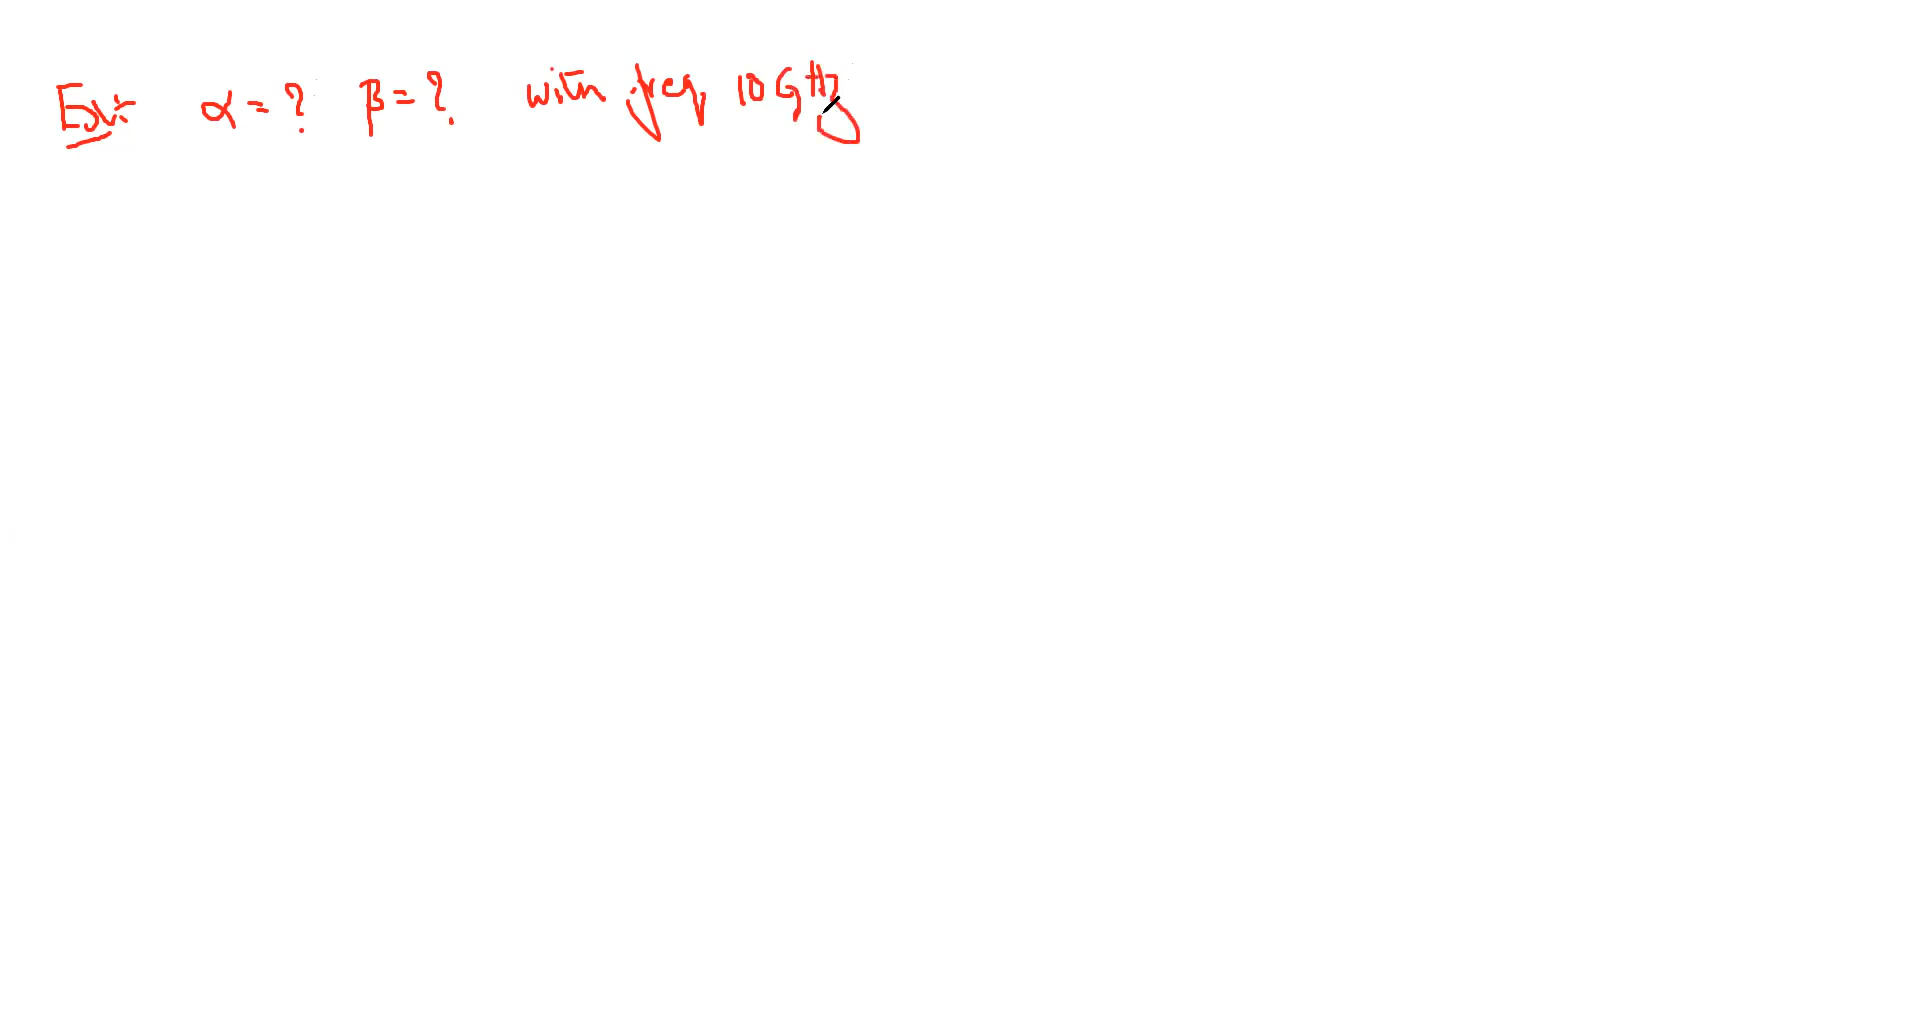 Ex:- α = ? β = ? with freq 10 GHz